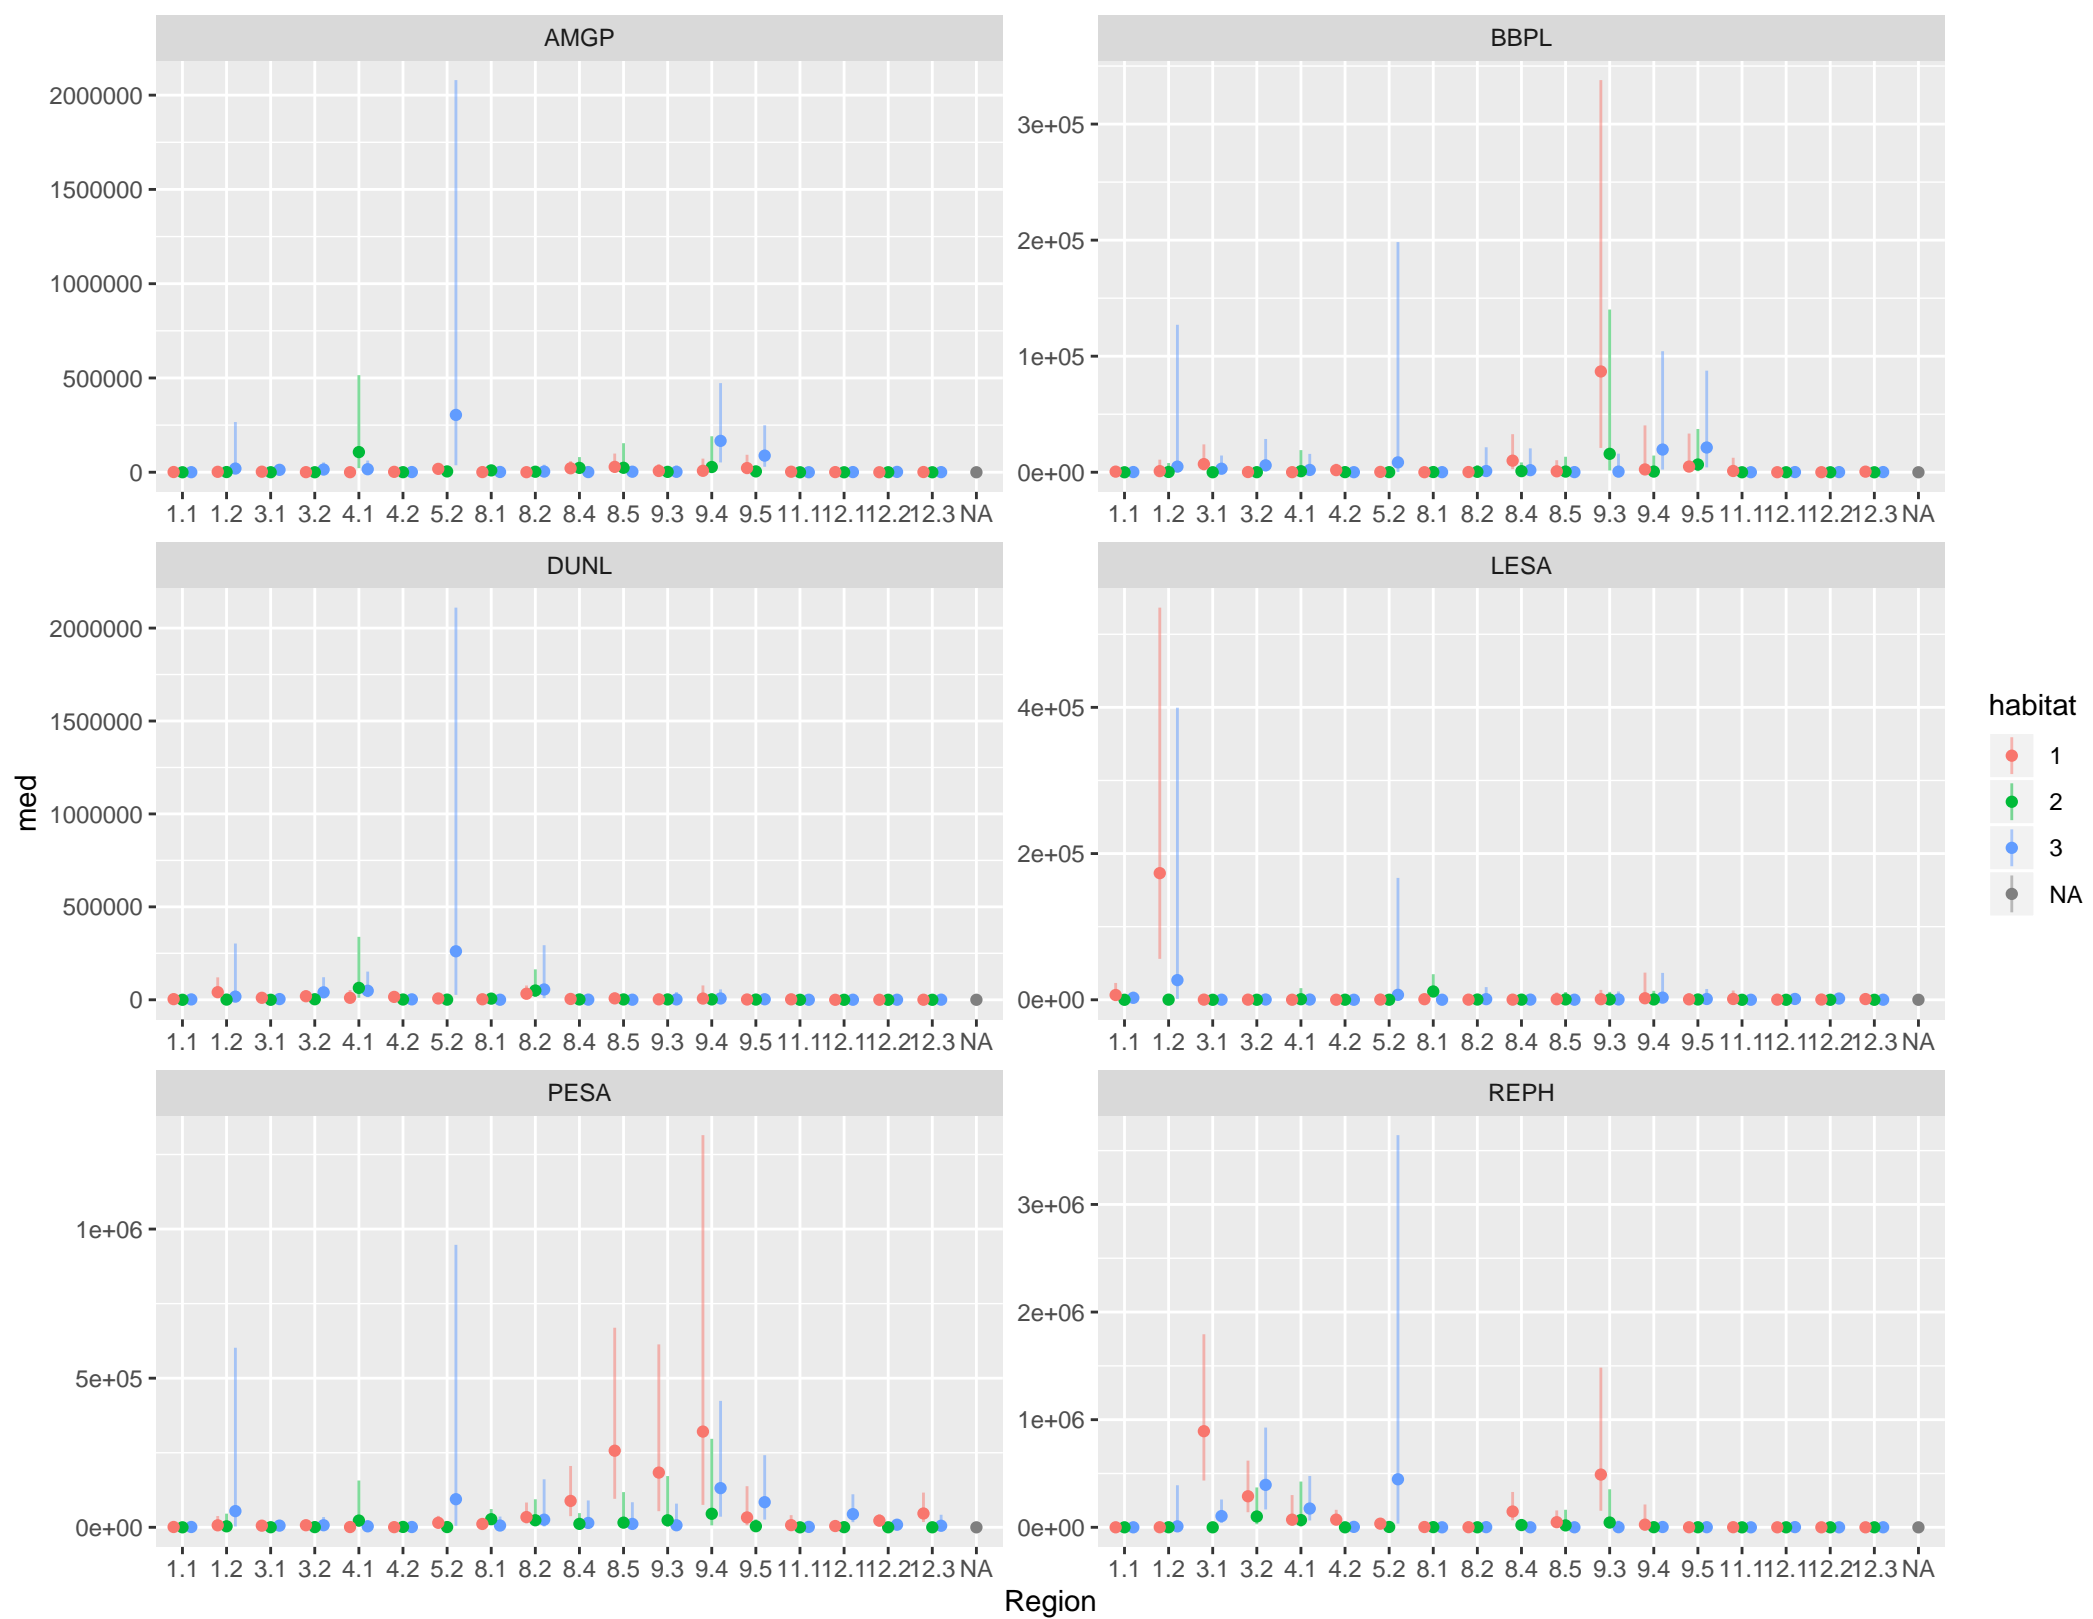 AMGP
BBPL
2000000
1500000
1000000
500000
0
3e+05
2e+05
1e+05
0e+00
1.1 1.2 3.1 3.2 4.1 4.2 5.2 8.1 8.2 8.4 8.5 9.3 9.4 9.5 11.1 12.1 12.2 12.3 NA
1.1 1.2 3.1 3.2 4.1 4.2 5.2 8.1 8.2 8.4 8.5 9.3 9.4 9.5 11.1 12.1 12.2 12.3 NA
DUNL
LESA
2000000
1500000
1000000
500000
0
4e+05
2e+05
0e+00
1.1 1.2 3.1 3.2 4.1 4.2 5.2 8.1 8.2 8.4 8.5 9.3 9.4 9.5 11.1 12.1 12.2 12.3 NA
1.1 1.2 3.1 3.2 4.1 4.2 5.2 8.1 8.2 8.4 8.5 9.3 9.4 9.5 11.1 12.1 12.2 12.3 NA
PESA
REPH
1e+06
5e+05
0e+00
3e+06
2e+06
1e+06
0e+00
1.1 1.2 3.1 3.2 4.1 4.2 5.2 8.1 8.2 8.4 8.5 9.3 9.4 9.5 11.1 12.1 12.2 12.3 NA
1.1 1.2 3.1 3.2 4.1 4.2 5.2 8.1 8.2 8.4 8.5 9.3 9.4 9.5 11.1 12.1 12.2 12.3 NA
med
Region
habitat
1
2
3
NA